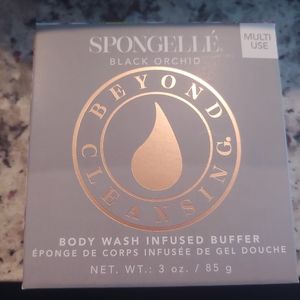 SPONGELLÉ.
BLACK ORCHID
MULTI
USE
BEYOND
CLEANSING.
BODY WASH INFUSED BUFFER
ÉPONGE DE CORPS INFUSÉE DE GEL DOUCHE
NET. WT.: 3 oz. / 85 g